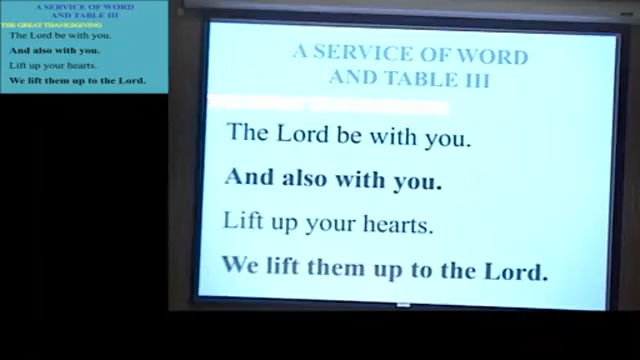 A SERVICE OF WORD
AND TABLE III
THE GREAT THANKSGIVING
The Lord be with you.
And also with you.
Lift up your hearts.
We lift them up to the Lord.
A SERVICE OF WORD
AND TABLE III
The Lord be with you.
And also with you.
Lift up your hearts.
We lift them up to the Lord.